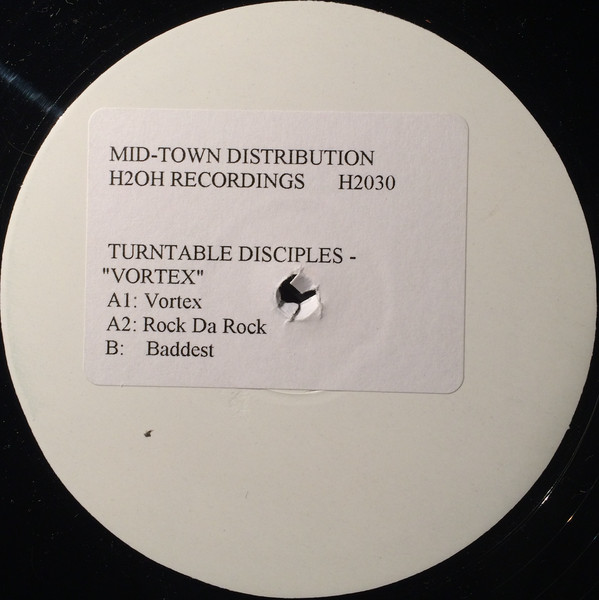 MID-TOWN DISTRIBUTION
H2OH RECORDINGS H2030
TURNTABLE DISCIPLES -
"VORTEX"
A1: Vortex
A2: Rock Da Rock
B: Baddest